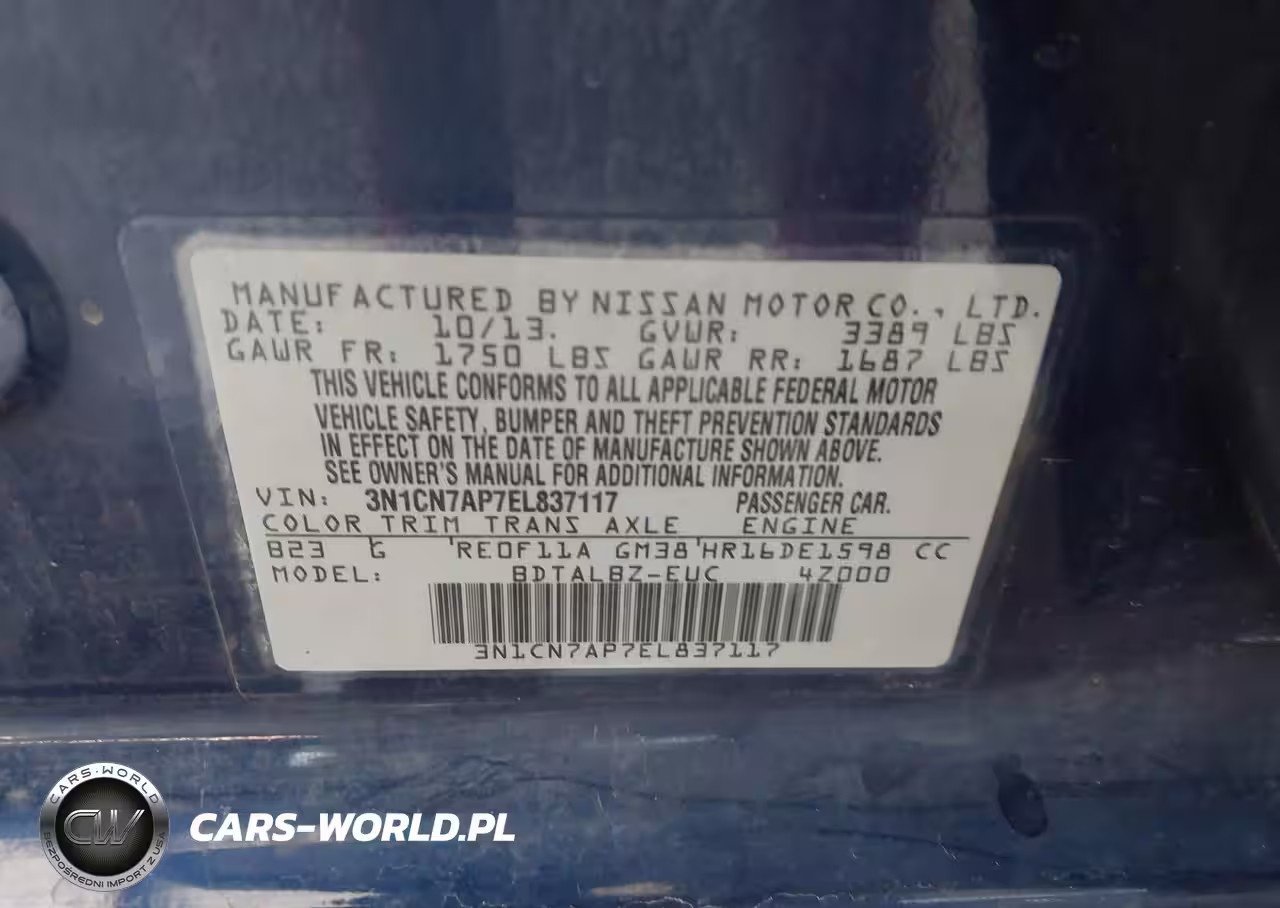 MANUFACTURED BY NISSAN MOTOR CO., LTD.
DATE: 10/13. GVWR: 3389 LBS
GAWR FR: 1750 LBS GAWR RR: 1687 LBS
THIS VEHICLE CONFORMS TO ALL APPLICABLE FEDERAL MOTOR
VEHICLE SAFETY, BUMPER AND THEFT PREVENTION STANDARDS
IN EFFECT ON THE DATE OF MANUFACTURE SHOWN ABOVE.
SEE OWNER'S MANUAL FOR ADDITIONAL INFORMATION.
VIN: 3N1CN7AP7EL837117 PASSENGER CAR.
COLOR TRIM TRANS AXLE ENGINE
B23 G RE0F11A GM38 HR16DE1598 CC
MODEL: BDTALBZ-EUC 4Z000
3N1CN7AP7EL837117
CARS-WORLD
CW
BEZPOŚREDNI IMPORT Z USA
CARS-WORLD.PL